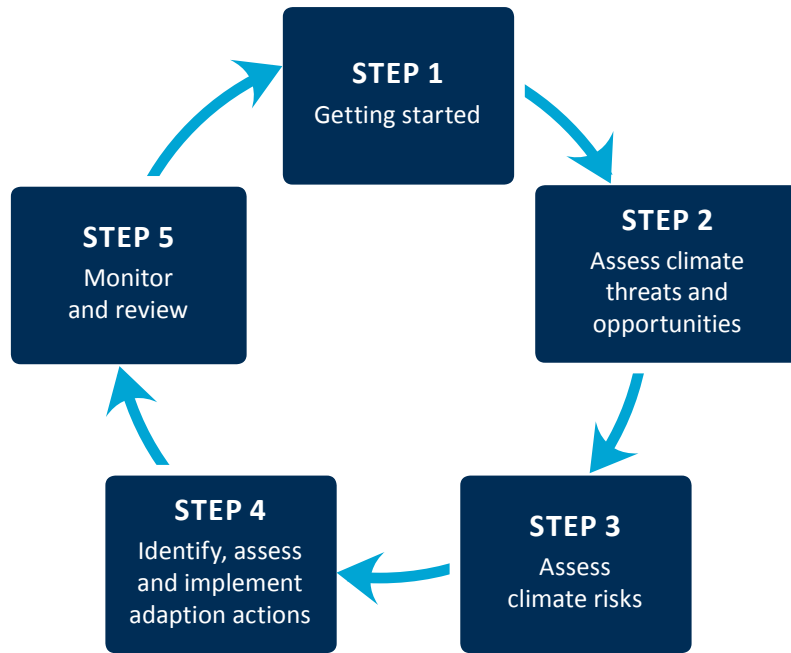 STEP 1
Getting started
STEP 2
Assess climate
threats and
opportunities
STEP 3
Assess
climate risks
STEP 4
Identify, assess
and implement
adaption actions
STEP 5
Monitor
and review